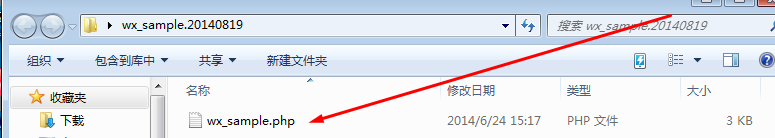 wx_sample.20140819
搜索 wx_sample.20140819
组织 包含到库中 共享 新建文件夹
收藏夹 名称 修改日期 类型 大小
下载 wx_sample.php 2014/6/24 15:17 PHP 文件 3 KB